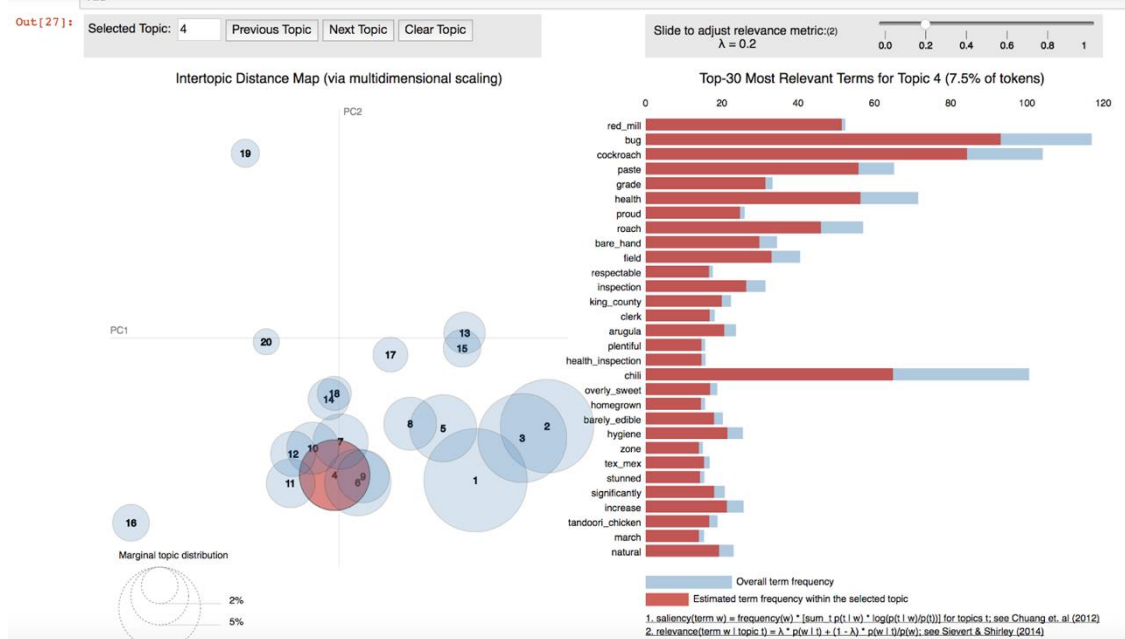 Out[27]:
Selected Topic: 4 Previous Topic Next Topic Clear Topic
Slide to adjust relevance metric:(2)
λ = 0.2
0.0 0.2 0.4 0.6 0.8 1
Intertopic Distance Map (via multidimensional scaling)
PC2
PC1
19
20
13
15
17
18
14
8
5
3
2
1
7
10
12
11
4
9
6
16
Marginal topic distribution
2%
5%
Top-30 Most Relevant Terms for Topic 4 (7.5% of tokens)
0 20 40 60 80 100 120
red_mill
bug
cockroach
paste
grade
health
proud
roach
bare_hand
field
respectable
inspection
king_county
clerk
arugula
plentiful
health_inspection
chili
overly_sweet
homegrown
barely_edible
hygiene
zone
tex_mex
stunned
significantly
increase
tandoori_chicken
march
natural
Overall term frequency
Estimated term frequency within the selected topic
1. saliency(term w) = frequency(w) * [sum_t p(t | w) * log(p(t | w)/p(t))] for topics t; see Chuang et. al (2012)
2. relevance(term w | topic t) = λ * p(w | t) + (1 - λ) * p(w | t)/p(w); see Sievert & Shirley (2014)